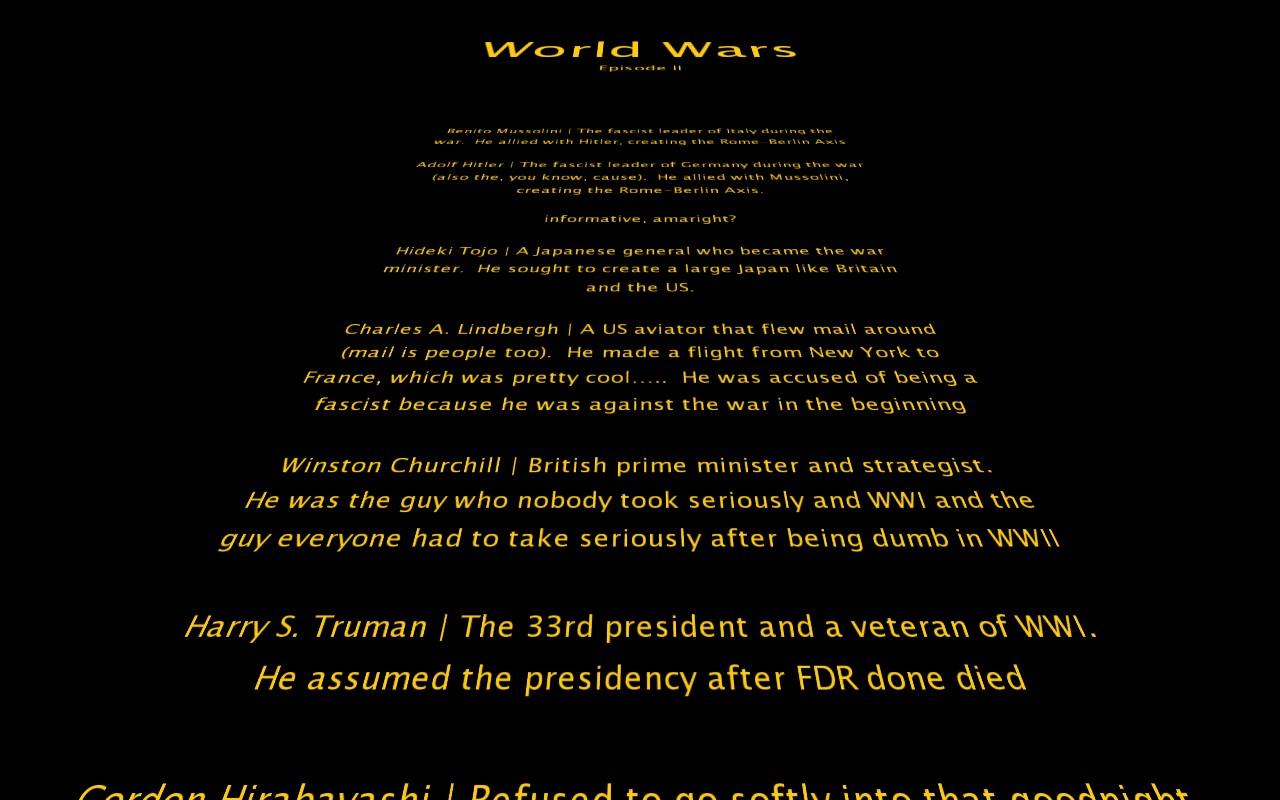 World Wars
Episode II
Benito Mussolini | The fascist leader of Italy during the
war.  He allied with Hitler, creating the Rome-Berlin Axis
Adolf Hitler | The fascist leader of Germany during the war
(also the, you know, cause).  He allied with Mussolini,
creating the Rome-Berlin Axis.
informative, amaright?
Hideki Tojo | A Japanese general who became the war
minister.  He sought to create a large Japan like Britain
and the US.
Charles A. Lindbergh | A US aviator that flew mail around
(mail is people too).  He made a flight from New York to
France, which was pretty cool.....  He was accused of being a
fascist because he was against the war in the beginning
Winston Churchill | British prime minister and strategist.
He was the guy who nobody took seriously and WWI and the
guy everyone had to take seriously after being dumb in WWII
Harry S. Truman | The 33rd president and a veteran of WWI.
He assumed the presidency after FDR done died
Gordon Hirabayashi | Refused to go softly into that goodnight